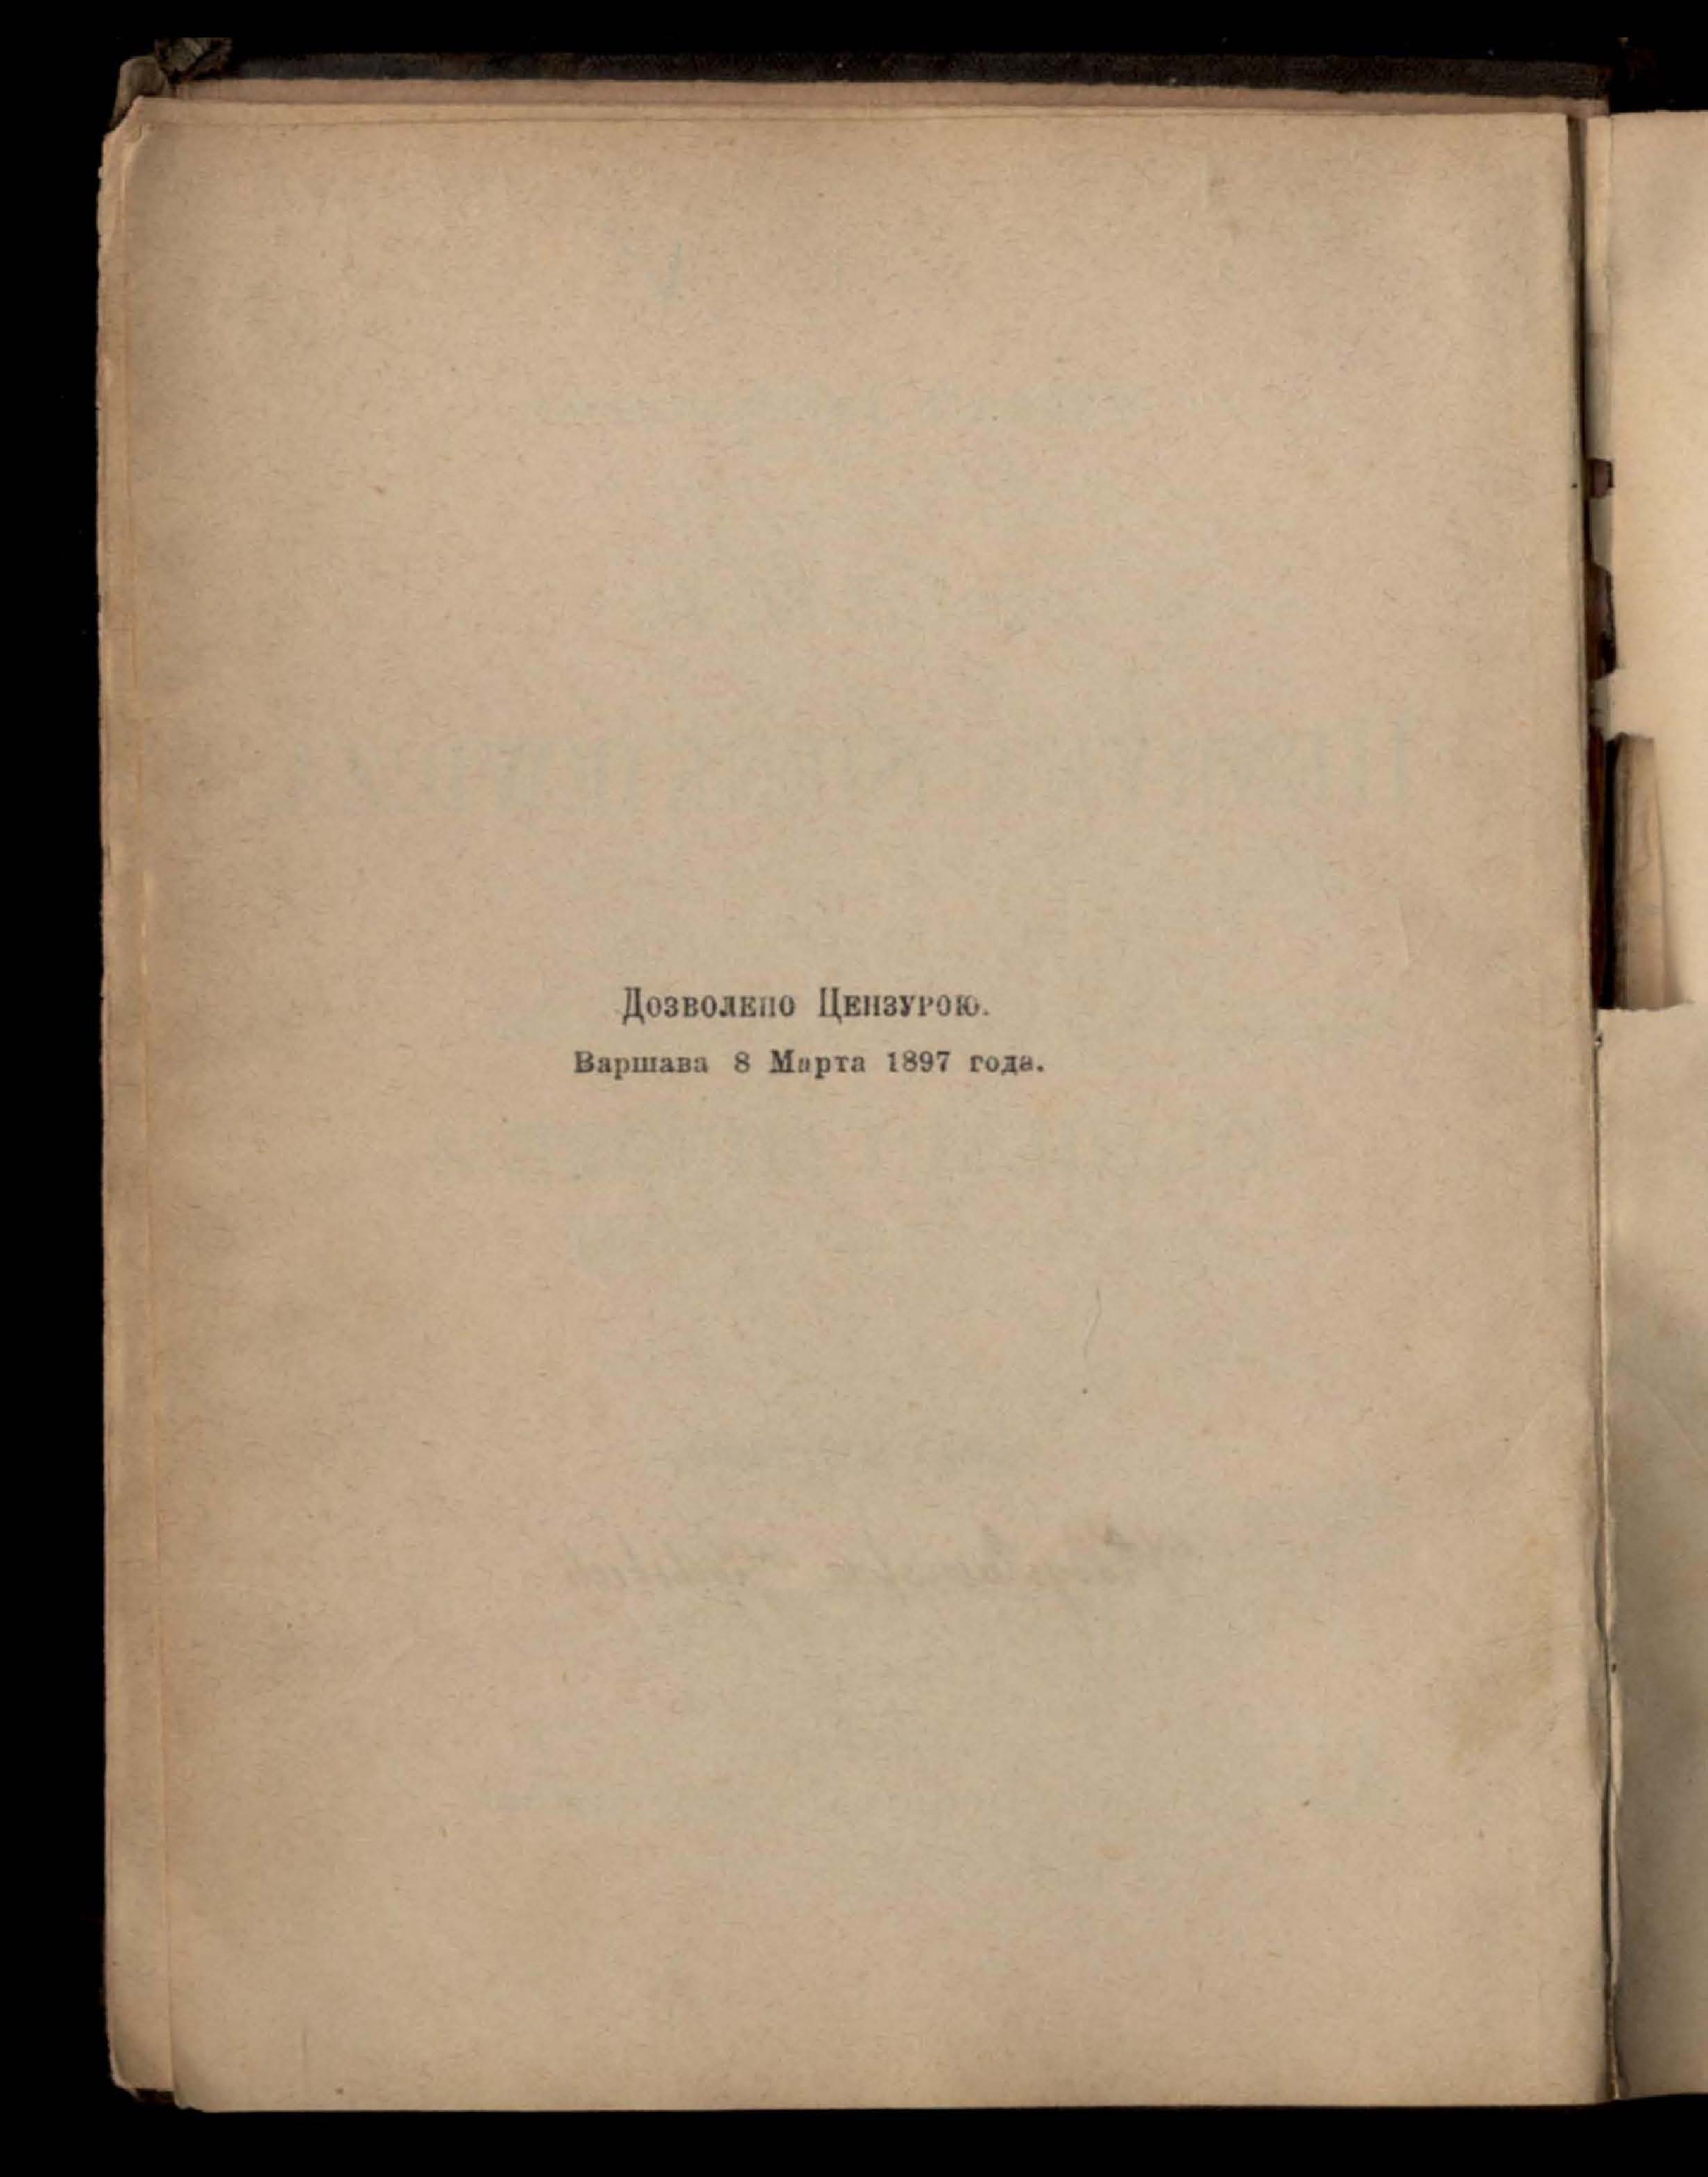 Дозволено Цензурою.
Варшава 8 Марта 1897 года.